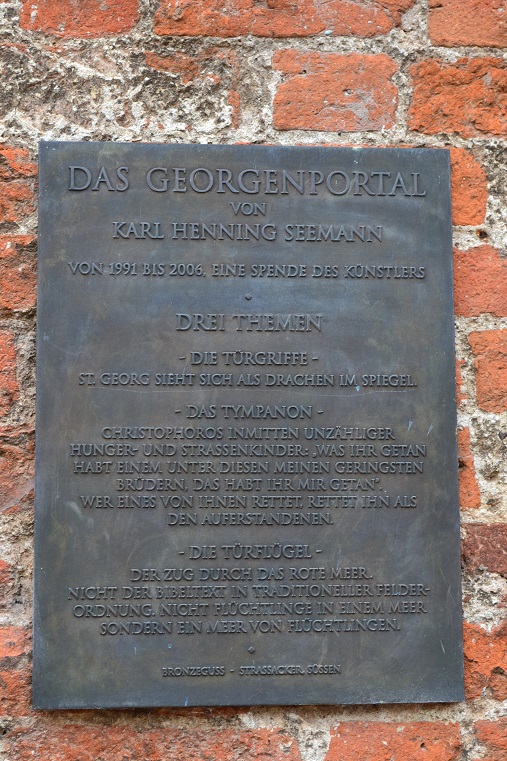 DAS GEORGENPORTAL
VON
KARL HENNING SEEMANN
VON 1991 BIS 2006. EINE SPENDE DES KÜNSTLERS
DREI THEMEN
- DIE TÜRGRIFFE -
ST. GEORG SIEHT SICH ALS DRACHEN IM SPIEGEL.
- DAS TYMPANON -
CHRISTOPHOROS INMITTEN UNZÄHLIGER
HUNGER- UND STRASSENKINDER: „WAS IHR GETAN
HABT EINEM UNTER DIESEN MEINEN GERINGSTEN
BRÜDERN, DAS HABT IHR MIR GETAN".
WER EINES VON IHNEN RETTET, RETTET IHN ALS
DEN AUFERSTANDENEN.
- DIE TÜRFLÜGEL -
DER ZUG DURCH DAS ROTE MEER.
NICHT DER BIBELTEXT IN TRADITIONELLER FELDER-
ORDNUNG, NICHT FLÜCHTLINGE IN EINEM MEER
SONDERN EIN MEER VON FLÜCHTLINGEN.
BRONZEGUSS - STRASSACKER, SÜSSEN